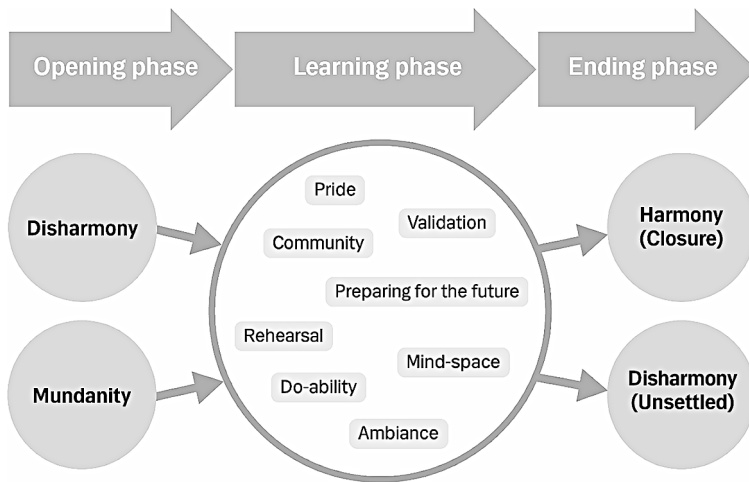 Opening phase
Learning phase
Ending phase
Disharmony
Mundanity
Pride
Validation
Community
Preparing for the future
Rehearsal
Mind-space
Do-ability
Ambiance
Harmony
(Closure)
Disharmony
(Unsettled)